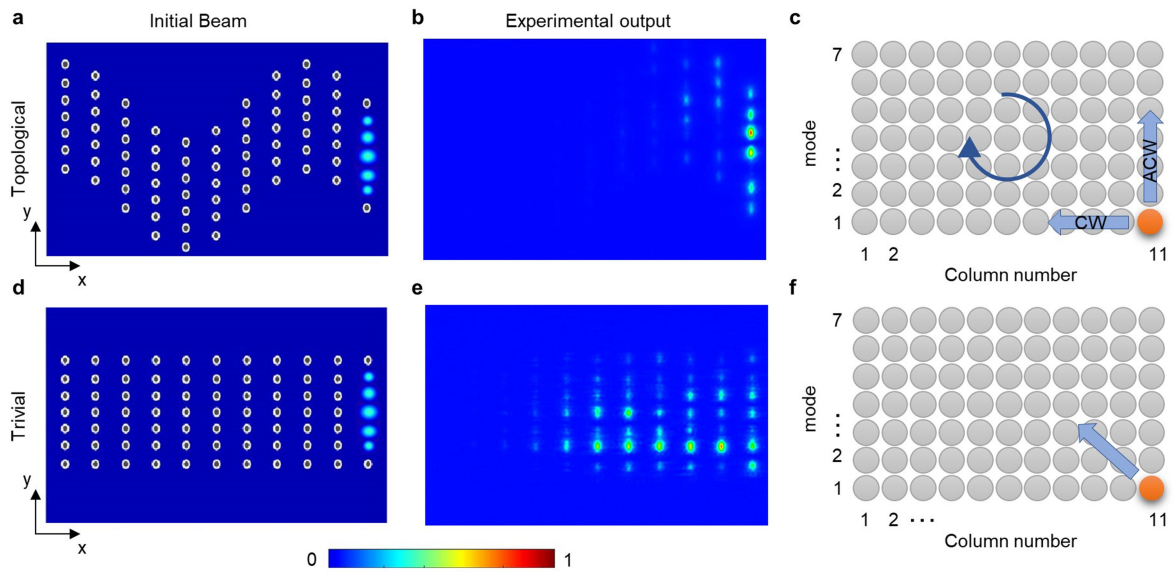 a
Initial Beam
b
Experimental output
c
Topological
y
x
7
mode
⋮
2
1
ACW
CW
1 2 11
Column number
d
e
f
Trivial
y
x
7
mode
⋮
2
1
1 2 ··· 11
Column number
0 1